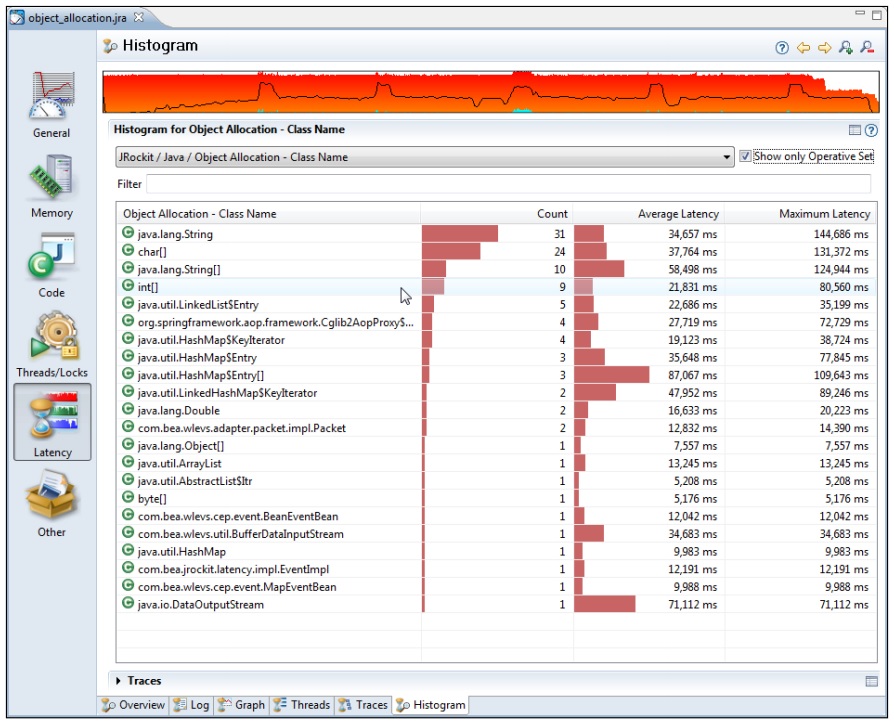 object_allocation.jra
Histogram
General
Memory
Code
Threads/Locks
Latency
Other
Histogram for Object Allocation - Class Name
JRockit / Java / Object Allocation - Class Name
Show only Operative Set
Filter
Object Allocation - Class Name Count Average Latency Maximum Latency
java.lang.String 31 34,657 ms 144,686 ms
char[] 24 37,764 ms 131,372 ms
java.lang.String[] 10 58,498 ms 124,944 ms
int[] 9 21,831 ms 80,560 ms
java.util.LinkedList$Entry 5 22,686 ms 35,199 ms
org.springframework.aop.framework.Cglib2AopProxy$... 4 27,719 ms 72,729 ms
java.util.HashMap$KeyIterator 4 19,123 ms 38,724 ms
java.util.HashMap$Entry 3 35,648 ms 77,845 ms
java.util.HashMap$Entry[] 3 87,067 ms 109,643 ms
java.util.LinkedHashMap$KeyIterator 2 47,952 ms 89,246 ms
java.lang.Double 2 16,633 ms 20,223 ms
com.bea.wlevs.adapter.packet.impl.Packet 2 12,832 ms 14,390 ms
java.lang.Object[] 1 7,557 ms 7,557 ms
java.util.ArrayList 1 13,245 ms 13,245 ms
java.util.AbstractList$Itr 1 5,208 ms 5,208 ms
byte[] 1 5,176 ms 5,176 ms
com.bea.wlevs.cep.event.BeanEventBean 1 12,042 ms 12,042 ms
com.bea.wlevs.util.BufferDataInputStream 1 34,683 ms 34,683 ms
java.util.HashMap 1 9,983 ms 9,983 ms
com.bea.jrockit.latency.impl.EventImpl 1 12,191 ms 12,191 ms
com.bea.wlevs.cep.event.MapEventBean 1 9,988 ms 9,988 ms
java.io.DataOutputStream 1 71,112 ms 71,112 ms
Traces
Overview Log Graph Threads Traces Histogram